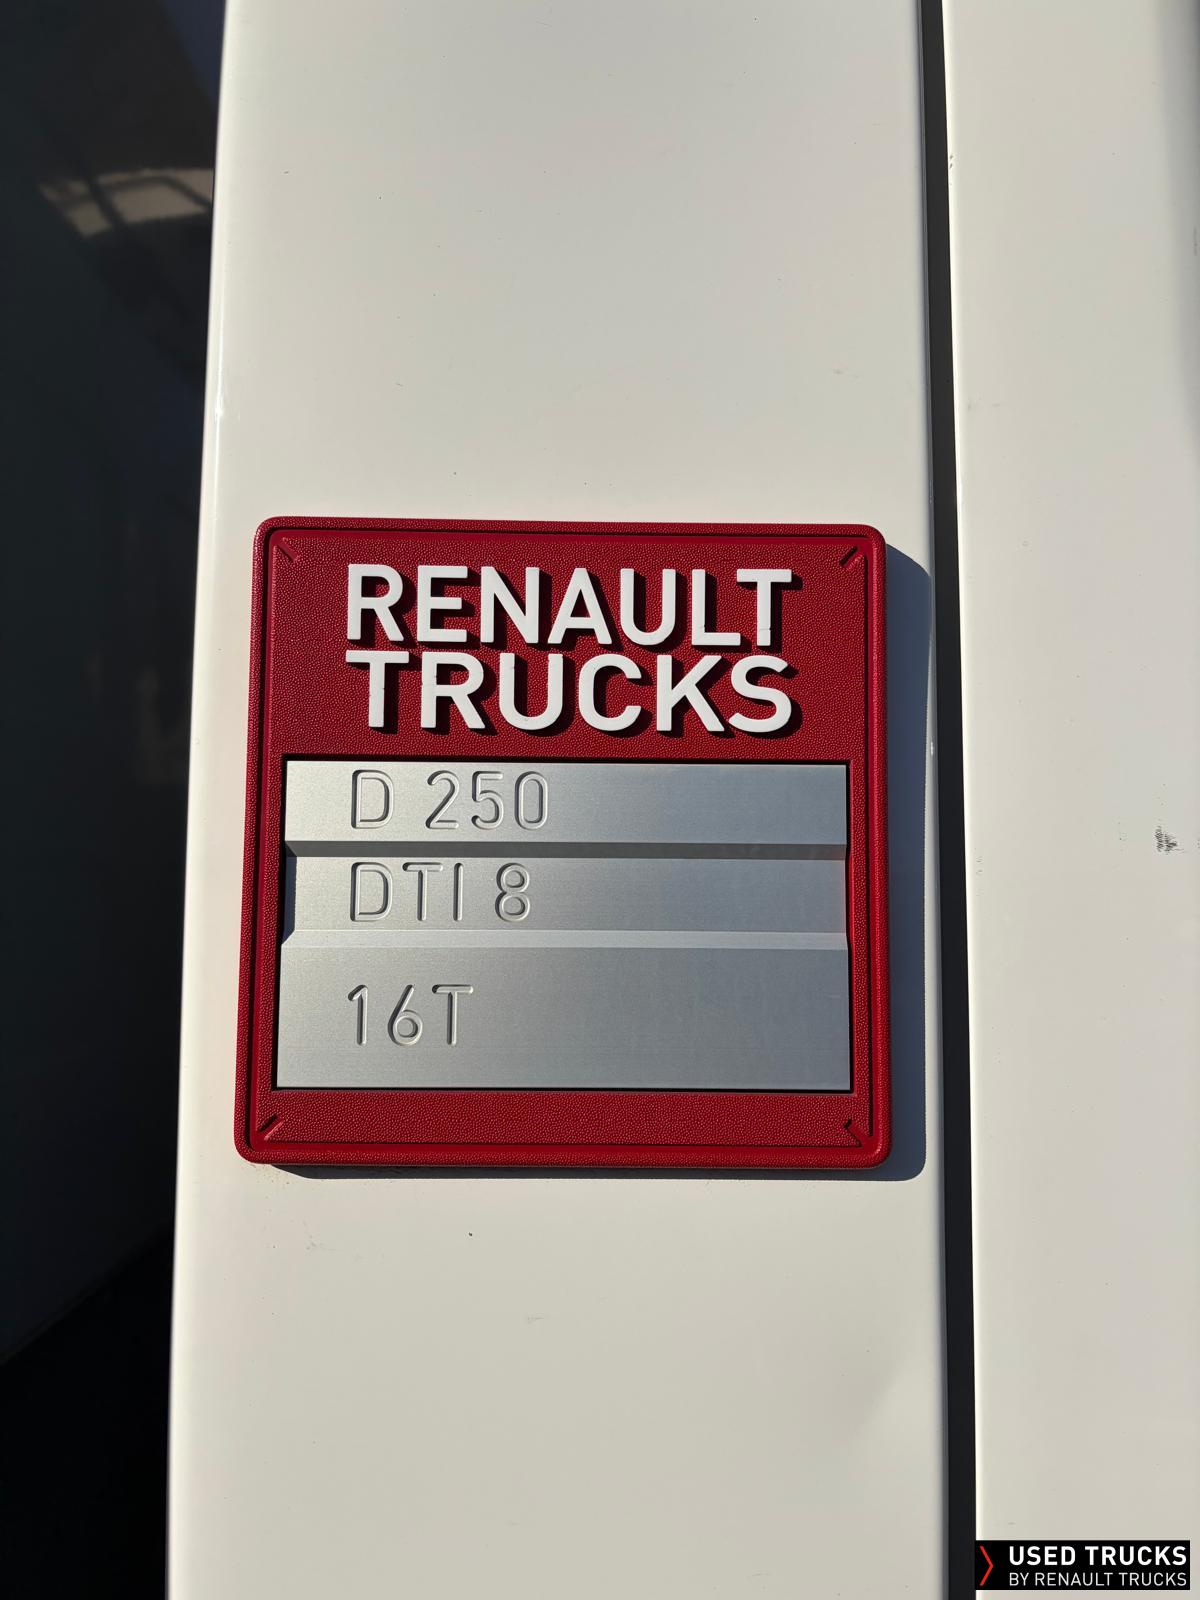 RENAULT
TRUCKS
D 250
DTI 8
16T
USED TRUCKS
BY RENAULT TRUCKS